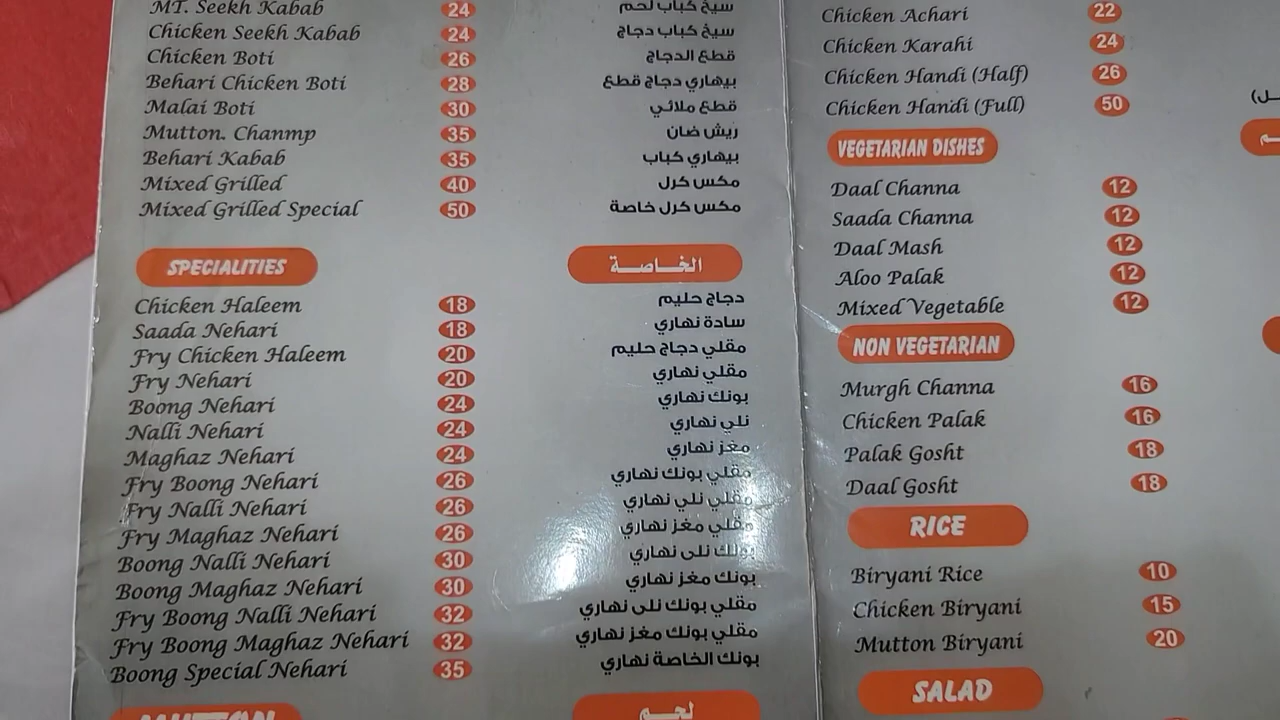 MT. Seekh Kabab 24 سيخ كباب لحم
Chicken Seekh Kabab 24 سيخ كباب دجاج
Chicken Boti 26 قطع الدجاج
Behari Chicken Boti 28 بيهاري دجاج قطع
Malai Boti 30 قطع ملائي
Mutton. Chanmp 35 ريش ضان
Behari Kabab 35 بيهاري كباب
Mixed Grilled 40 مكس كرل
Mixed Grilled Special 50 مكس كرل خاصة
SPECIALITIES الخاصة
Chicken Haleem 18 دجاج حليم
Saada Nehari 18 سادة نهاري
Fry Chicken Haleem 20 مقلي دجاج حليم
Fry Nehari 20 مقلي نهاري
Boong Nehari 24 بونك نهاري
Nalli Nehari 24 نلي نهاري
Maghaz Nehari 24 مغز نهاري
Fry Boong Nehari 26 مقلي بونك نهاري
Fry Nalli Nehari 26 مقلي نلي نهاري
Fry Maghaz Nehari 26 مقلي مغز نهاري
Boong Nalli Nehari 30 بونك نلى نهاري
Boong Maghaz Nehari 30 بونك مغز نهاري
Fry Boong Nalli Nehari 32 مقلي بونك نلى نهاري
Fry Boong Maghaz Nehari 32 مقلي بونك مغز نهاري
Boong Special Nehari 35 بونك الخاصة نهاري
MUTTON لحم
Chicken Achari 22
Chicken Karahi 24
Chicken Handi (Half) 26
Chicken Handi (Full) 50
VEGETARIAN DISHES
Daal Channa 12
Saada Channa 12
Daal Mash 12
Aloo Palak 12
Mixed Vegetable 12
NON VEGETARIAN
Murgh Channa 16
Chicken Palak 16
Palak Gosht 18
Daal Gosht 18
RICE
Biryani Rice 10
Chicken Biryani 15
Mutton Biryani 20
SALAD